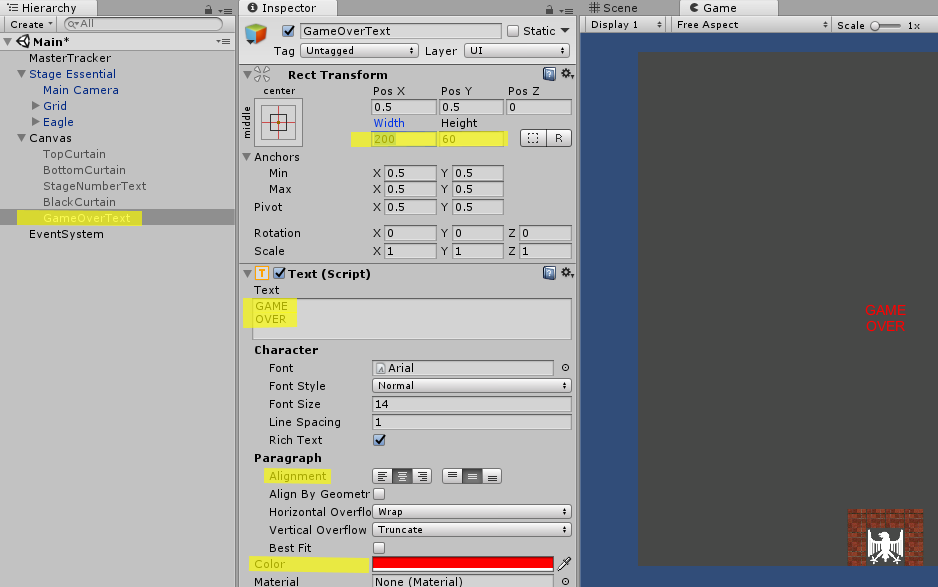 Hierarchy
Create
All
Main*
MasterTracker
Stage Essential
Main Camera
Grid
Eagle
Canvas
TopCurtain
BottomCurtain
StageNumberText
BlackCurtain
GameOverText
EventSystem
Inspector
GameOverText
Static
Tag Untagged Layer UI
Rect Transform
center
middle
Pos X Pos Y Pos Z
0.5 0.5 0
Width Height
200 60
R
Anchors
Min X 0.5 Y 0.5
Max X 0.5 Y 0.5
Pivot X 0.5 Y 0.5
Rotation X 0 Y 0 Z 0
Scale X 1 Y 1 Z 1
Text (Script)
Text
GAME
OVER
Character
Font Arial
Font Style Normal
Font Size 14
Line Spacing 1
Rich Text
Paragraph
Alignment
Align By Geometr
Horizontal Overflo Wrap
Vertical Overflow Truncate
Best Fit
Color
Material None (Material)
Scene Game
Display 1 Free Aspect Scale 1x
GAME
OVER